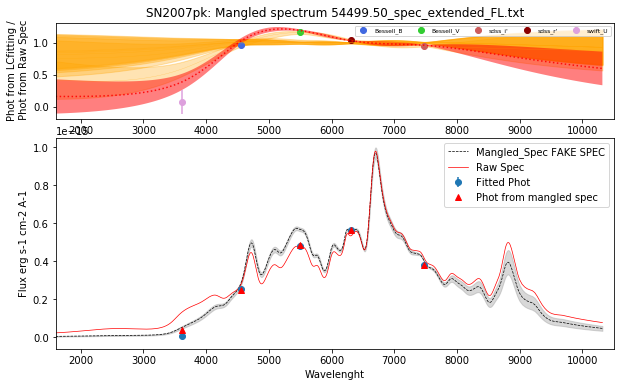 SN2007pk: Mangled spectrum 54499.50_spec_extended_FL.txt
Phot from LCfitting /
Phot from Raw Spec
1.0
0.5
0.0
Bessell_B Bessell_V sdss_i' sdss_r' swift_U
2000 3000 4000 5000 6000 7000 8000 9000 10000
Flux erg s-1 cm-2 A-1
1.0
0.8
0.6
0.4
0.2
0.0
Mangled_Spec FAKE SPEC
Raw Spec
Fitted Phot
Phot from mangled spec
2000 3000 4000 5000 6000 7000 8000 9000 10000
Wavelenght